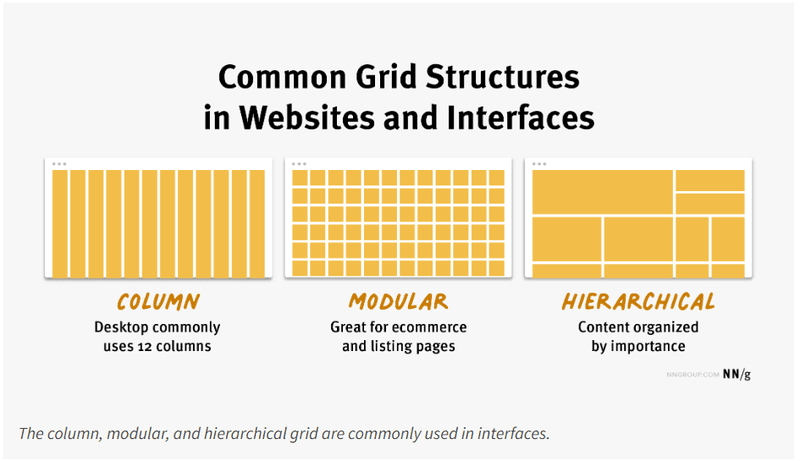 Common Grid Structures
in Websites and Interfaces
COLUMN
Desktop commonly
uses 12 columns
MODULAR
Great for ecommerce
and listing pages
HIERARCHICAL
Content organized
by importance
NNGROUP.COM NN/g
The column, modular, and hierarchical grid are commonly used in interfaces.